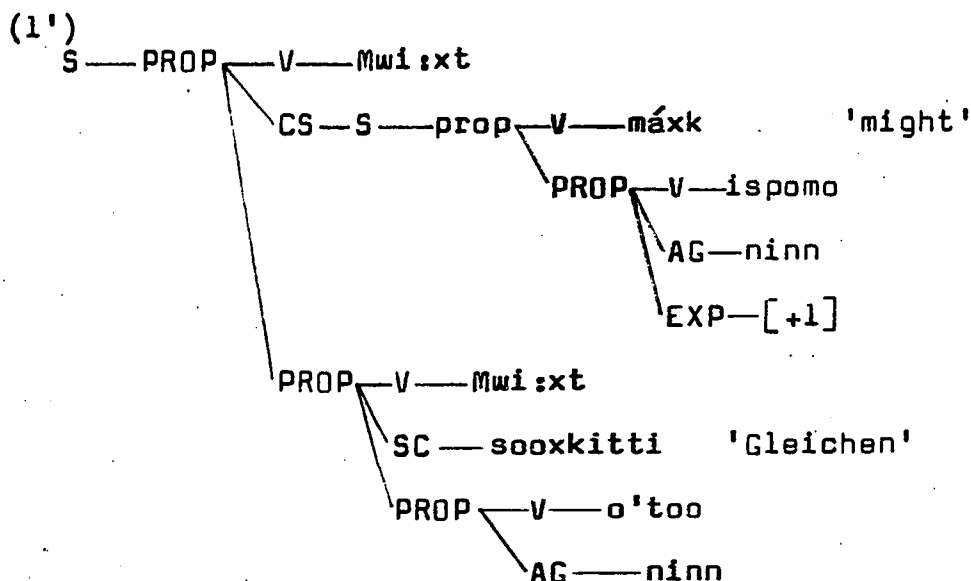 (1')
S — PROP — V — Mwi:xt
CS — S — prop — V — máxk 'might'
PROP — V — ispomo
AG — ninn
EXP — [+1]
PROP — V — Mwi:xt
SC — sooxkitti 'Gleichen'
PROP — V — o'too
AG — ninn